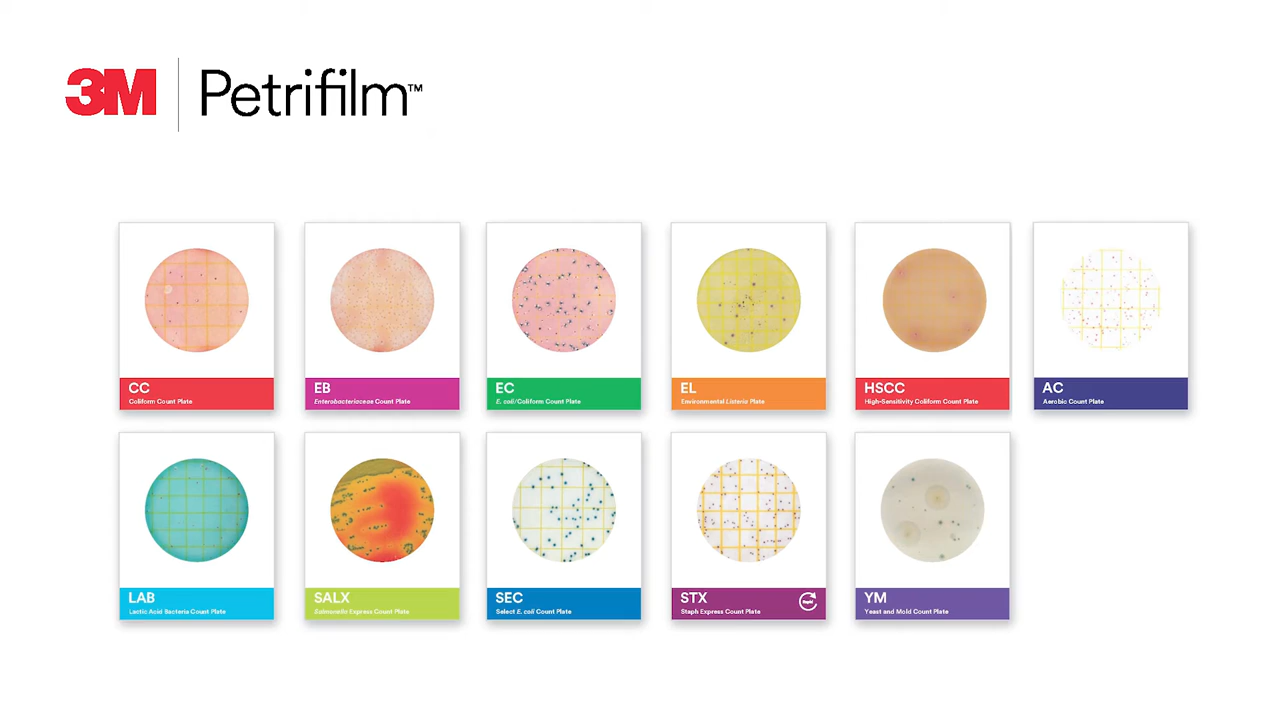 3M Petrifilm™
CC
Coliform Count Plate
EB
Enterobacteriaceae Count Plate
EC
E. coli/Coliform Count Plate
EL
Environmental Listeria Plate
HSCC
High-Sensitivity Coliform Count Plate
AC
Aerobic Count Plate
LAB
Lactic Acid Bacteria Count Plate
SALX
Salmonella Express Count Plate
SEC
Select E. coli Count Plate
STX
Staph Express Count Plate
Rapid
YM
Yeast and Mold Count Plate